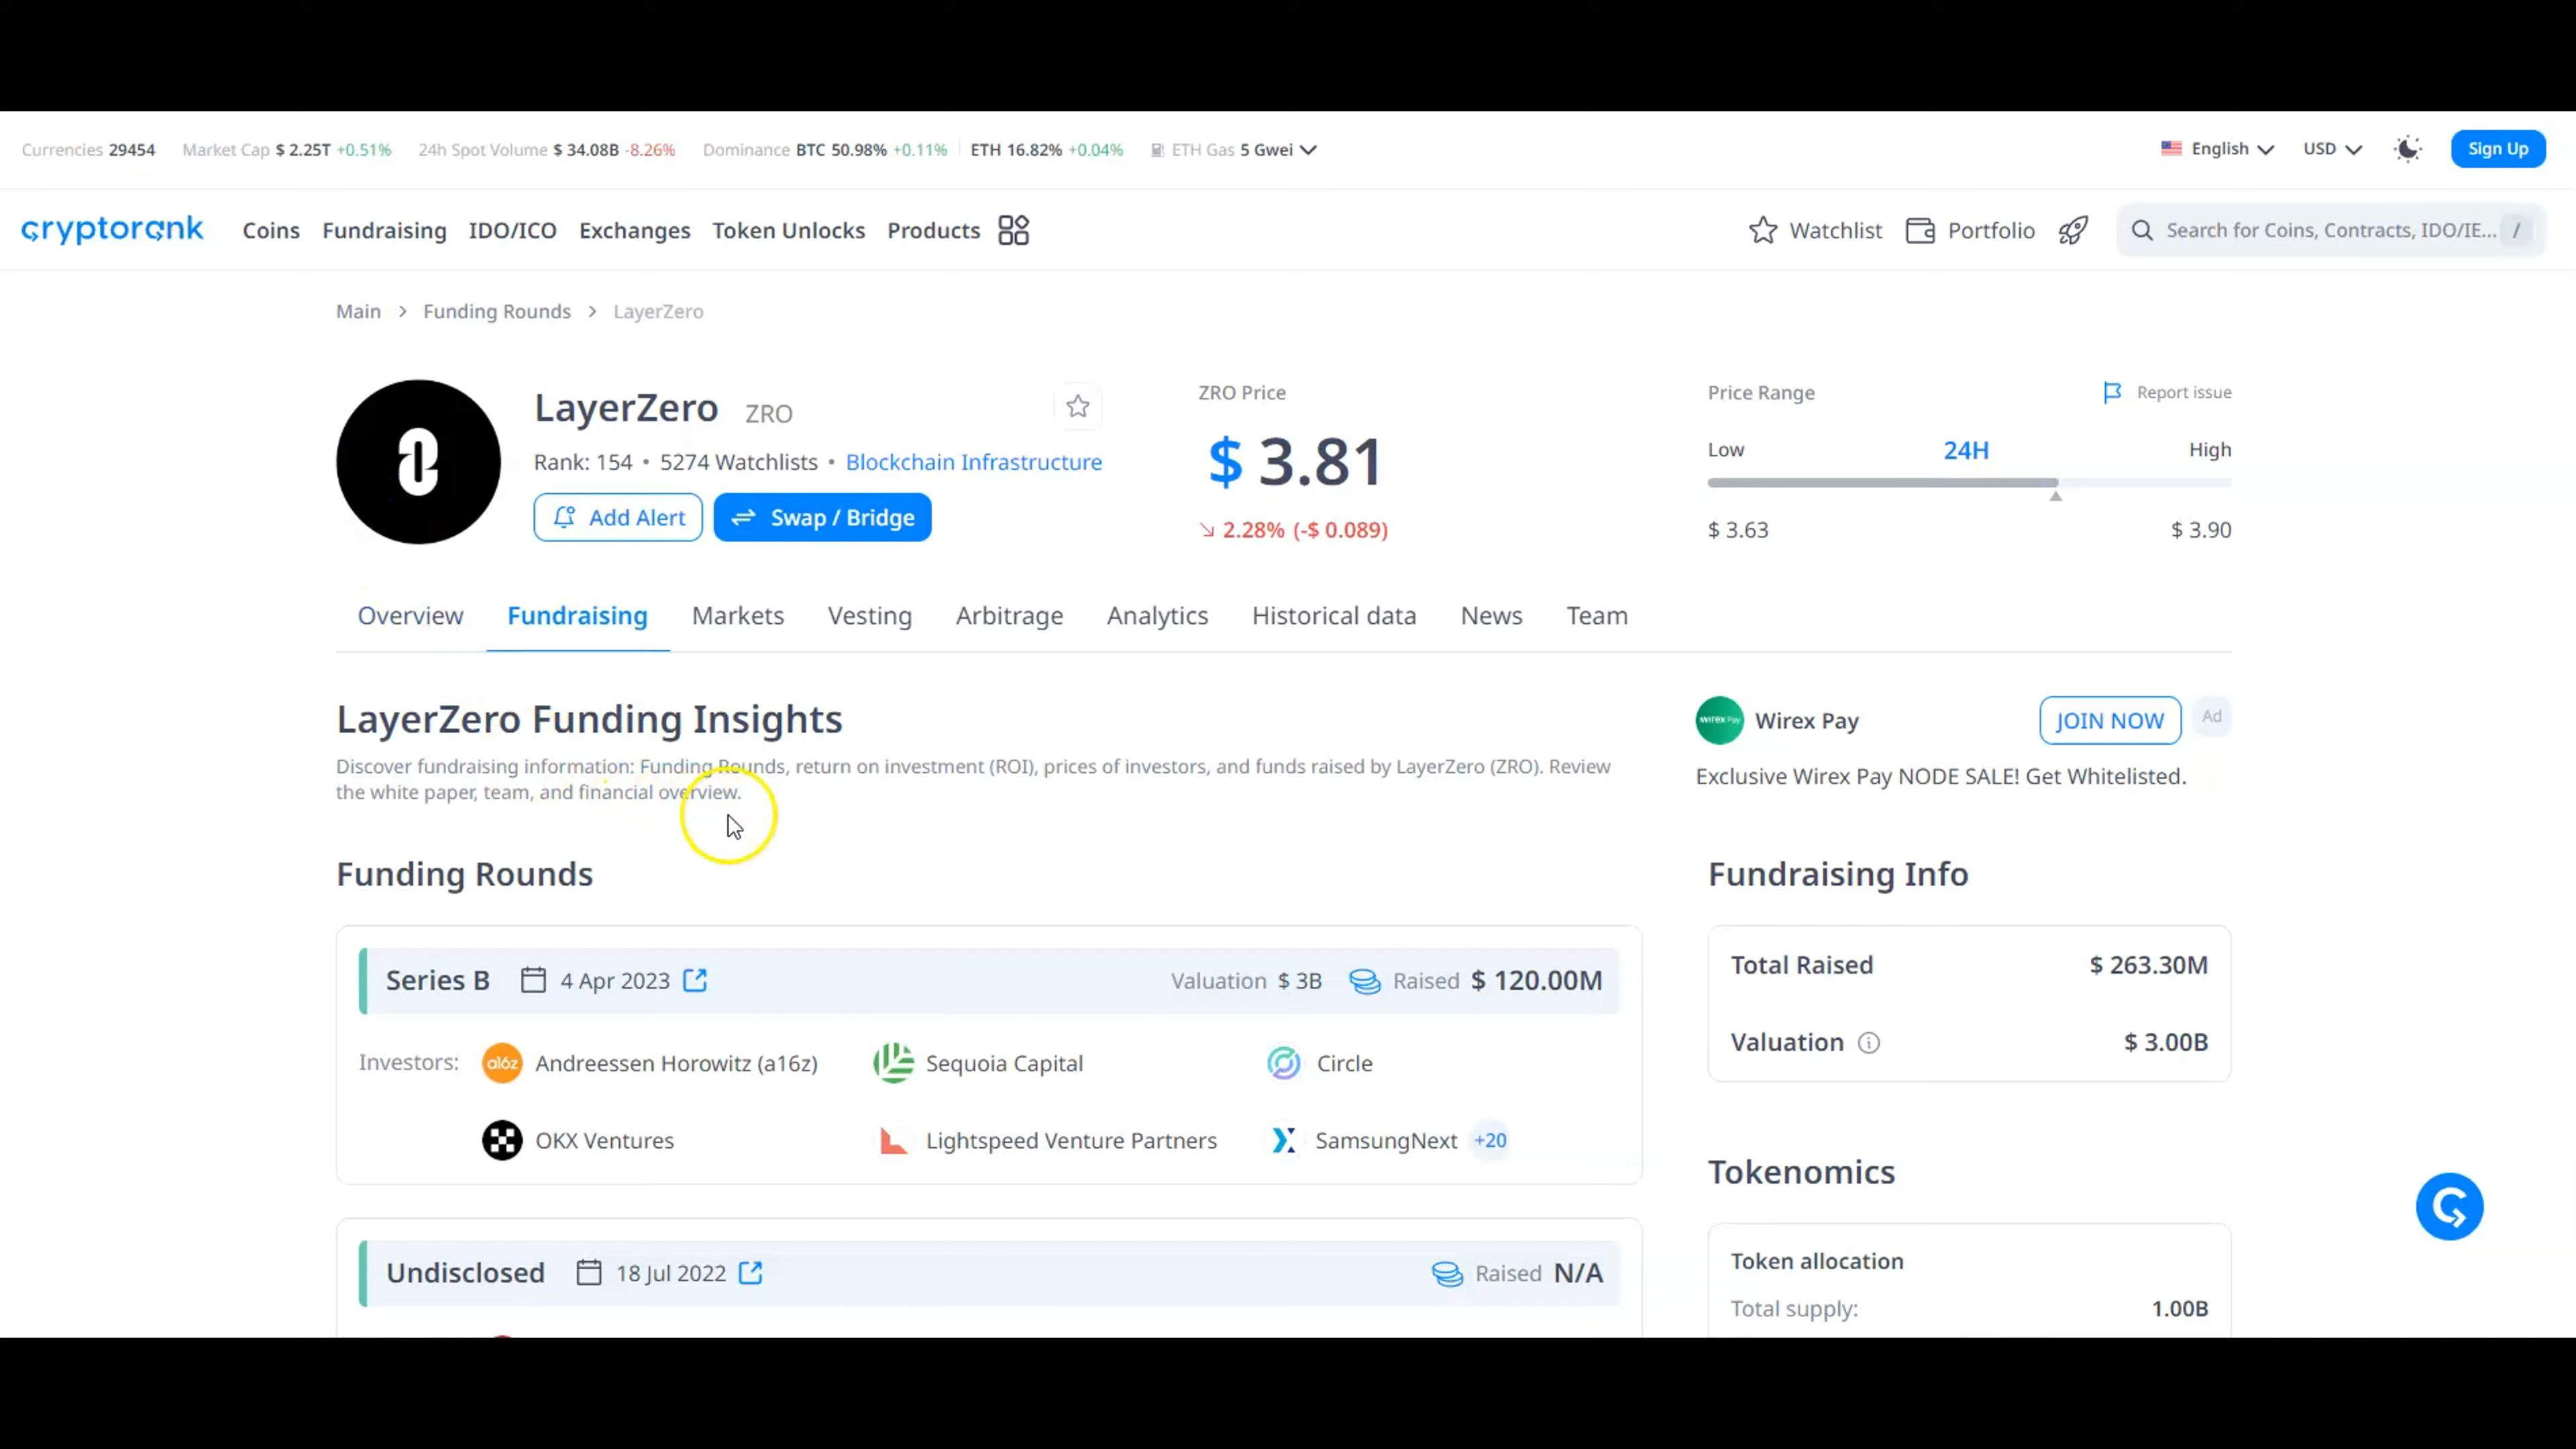 Currencies 29454 Market Cap $ 2.25T +0.51% 24h Spot Volume $ 34.08B -8.26% Dominance BTC 50.98% +0.11% ETH 16.82% +0.04% ETH Gas 5 Gwei English USD Sign Up
cryptorank Coins Fundraising IDO/ICO Exchanges Token Unlocks Products Watchlist Portfolio Search for Coins, Contracts, IDO/IE... /
Main > Funding Rounds > LayerZero
LayerZero ZRO
Rank: 154 • 5274 Watchlists • Blockchain Infrastructure
Add Alert Swap / Bridge
ZRO Price
$ 3.81
2.28% (-$ 0.089)
Price Range Report issue
Low 24H High
$ 3.63 $ 3.90
Overview Fundraising Markets Vesting Arbitrage Analytics Historical data News Team
LayerZero Funding Insights
Discover fundraising information: Funding Rounds, return on investment (ROI), prices of investors, and funds raised by LayerZero (ZRO). Review
the white paper, team, and financial overview.
wirex Pay Wirex Pay JOIN NOW Ad
Exclusive Wirex Pay NODE SALE! Get Whitelisted.
Funding Rounds
Series B 4 Apr 2023 Valuation $ 3B Raised $ 120.00M
Investors: a16z Andreessen Horowitz (a16z) Sequoia Capital Circle
OKX Ventures Lightspeed Venture Partners SamsungNext +20
Undisclosed 18 Jul 2022 Raised N/A
Fundraising Info
Total Raised $ 263.30M
Valuation $ 3.00B
Tokenomics
Token allocation
Total supply: 1.00B